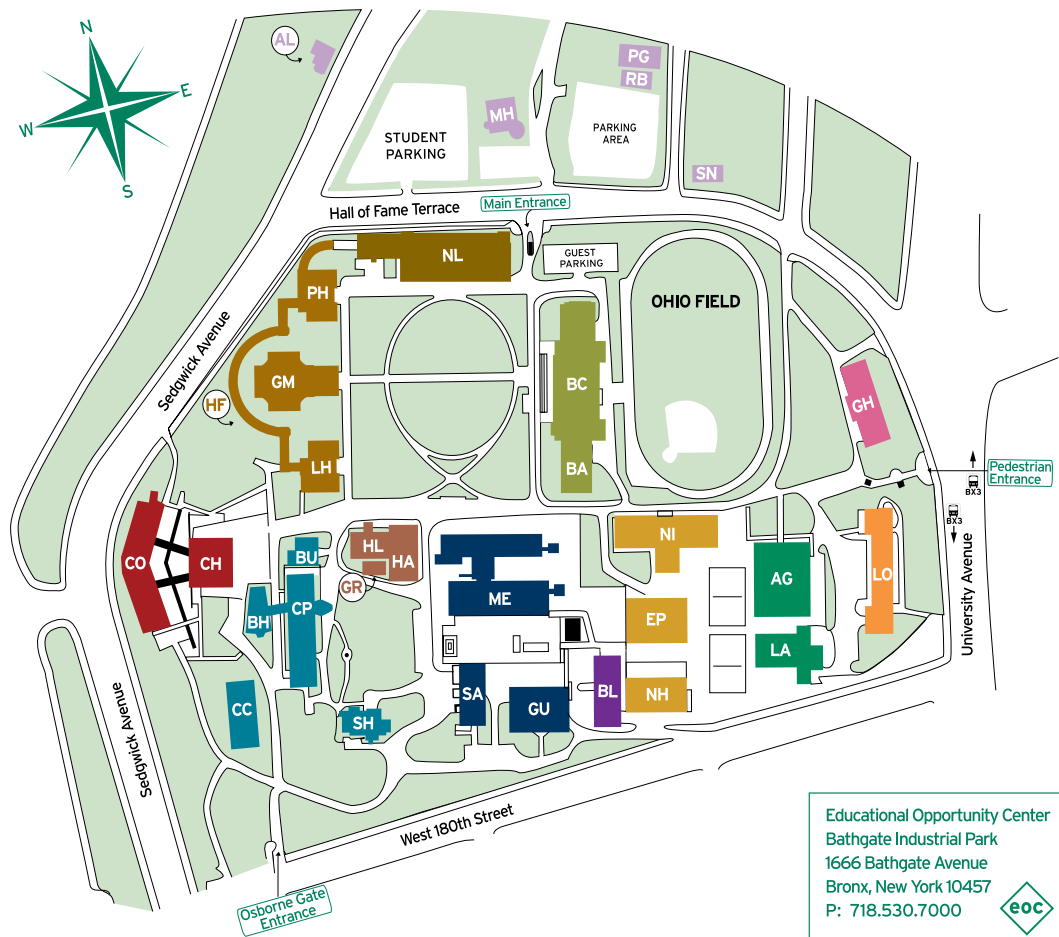 N
E
W
S
AL
PG
RB
MH
STUDENT
PARKING
PARKING
AREA
SN
Main Entrance
Hall of Fame Terrace
NL
GUEST
PARKING
PH
OHIO FIELD
Sedgwick Avenue
GM
BC
HF
GH
LH
BA
Pedestrian
Entrance
BX3
BX3
CO
CH
BU
HL
HA
NI
AG
LO
GR
ME
BH
CP
EP
University Avenue
LA
SA
BL
NH
CC
SH
GU
Sedgwick Avenue
West 180th Street
Osborne Gate
Entrance
Educational Opportunity Center
Bathgate Industrial Park
1666 Bathgate Avenue
Bronx, New York 10457
P: 718.530.7000
eoc